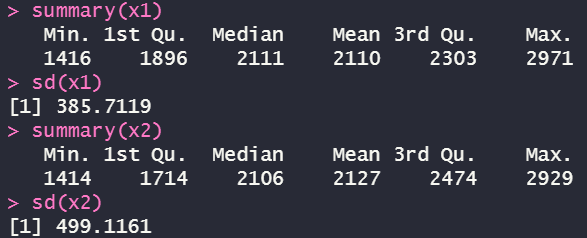 > summary(x1)
Min. 1st Qu. Median Mean 3rd Qu. Max.
1416 1896 2111 2110 2303 2971
> sd(x1)
[1] 385.7119
> summary(x2)
Min. 1st Qu. Median Mean 3rd Qu. Max.
1414 1714 2106 2127 2474 2929
> sd(x2)
[1] 499.1161